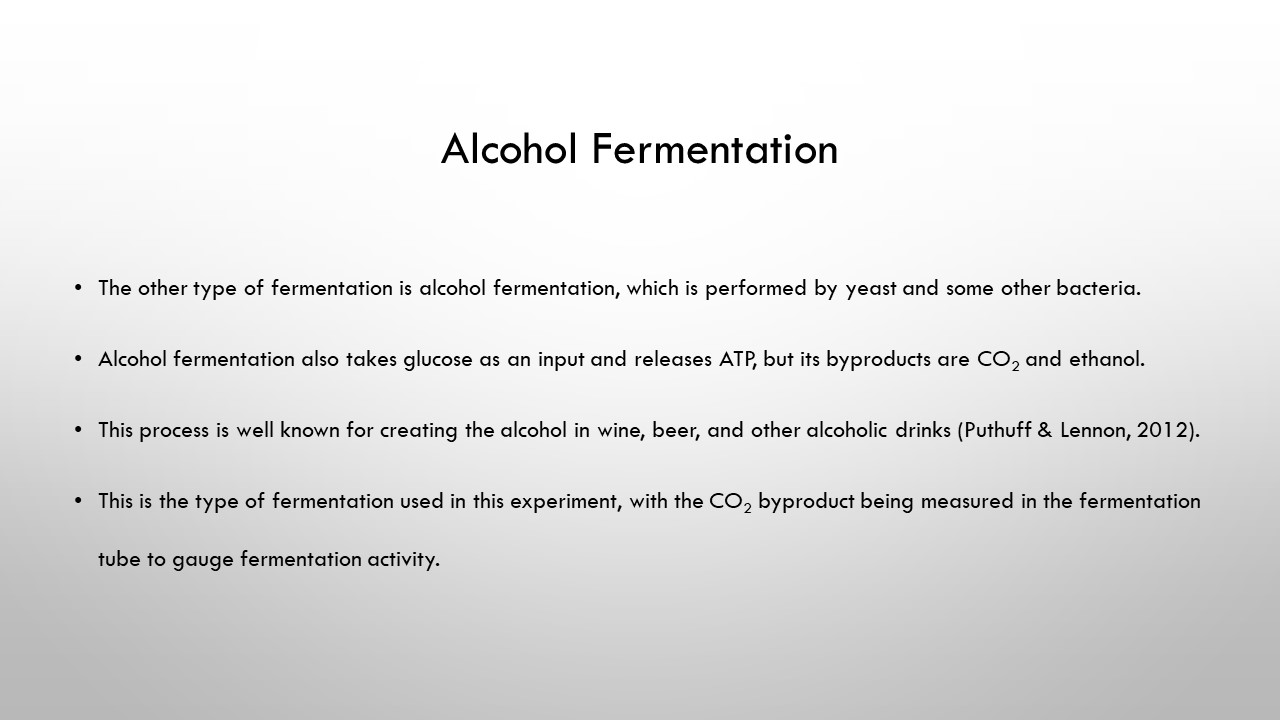 Alcohol Fermentation
• The other type of fermentation is alcohol fermentation, which is performed by yeast and some other bacteria.
• Alcohol fermentation also takes glucose as an input and releases ATP, but its byproducts are CO₂ and ethanol.
• This process is well known for creating the alcohol in wine, beer, and other alcoholic drinks (Puthuff & Lennon, 2012).
• This is the type of fermentation used in this experiment, with the CO₂ byproduct being measured in the fermentation
tube to gauge fermentation activity.